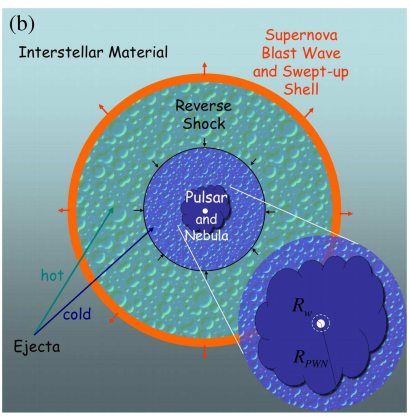 (b)
Interstellar Material
Supernova
Blast Wave
and Swept-up
Shell
Reverse
Shock
Pulsar
and
Nebula
hot
cold
Ejecta
R_w
R_PWN